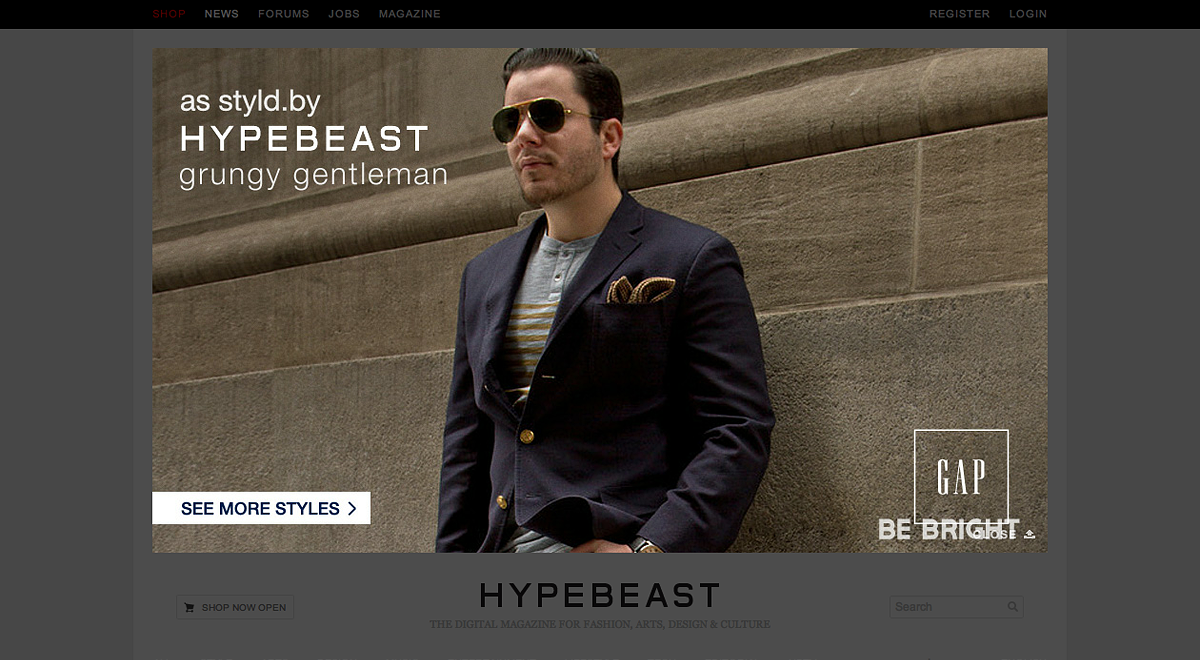 SHOP NEWS FORUMS JOBS MAGAZINE REGISTER LOGIN
as styld.by
HYPEBEAST
grungy gentleman
GAP
SEE MORE STYLES
BE BRIGHT
CLOSE
HYPEBEAST
SHOP NOW OPEN
Search
THE DIGITAL MAGAZINE FOR FASHION, ARTS, DESIGN & CULTURE